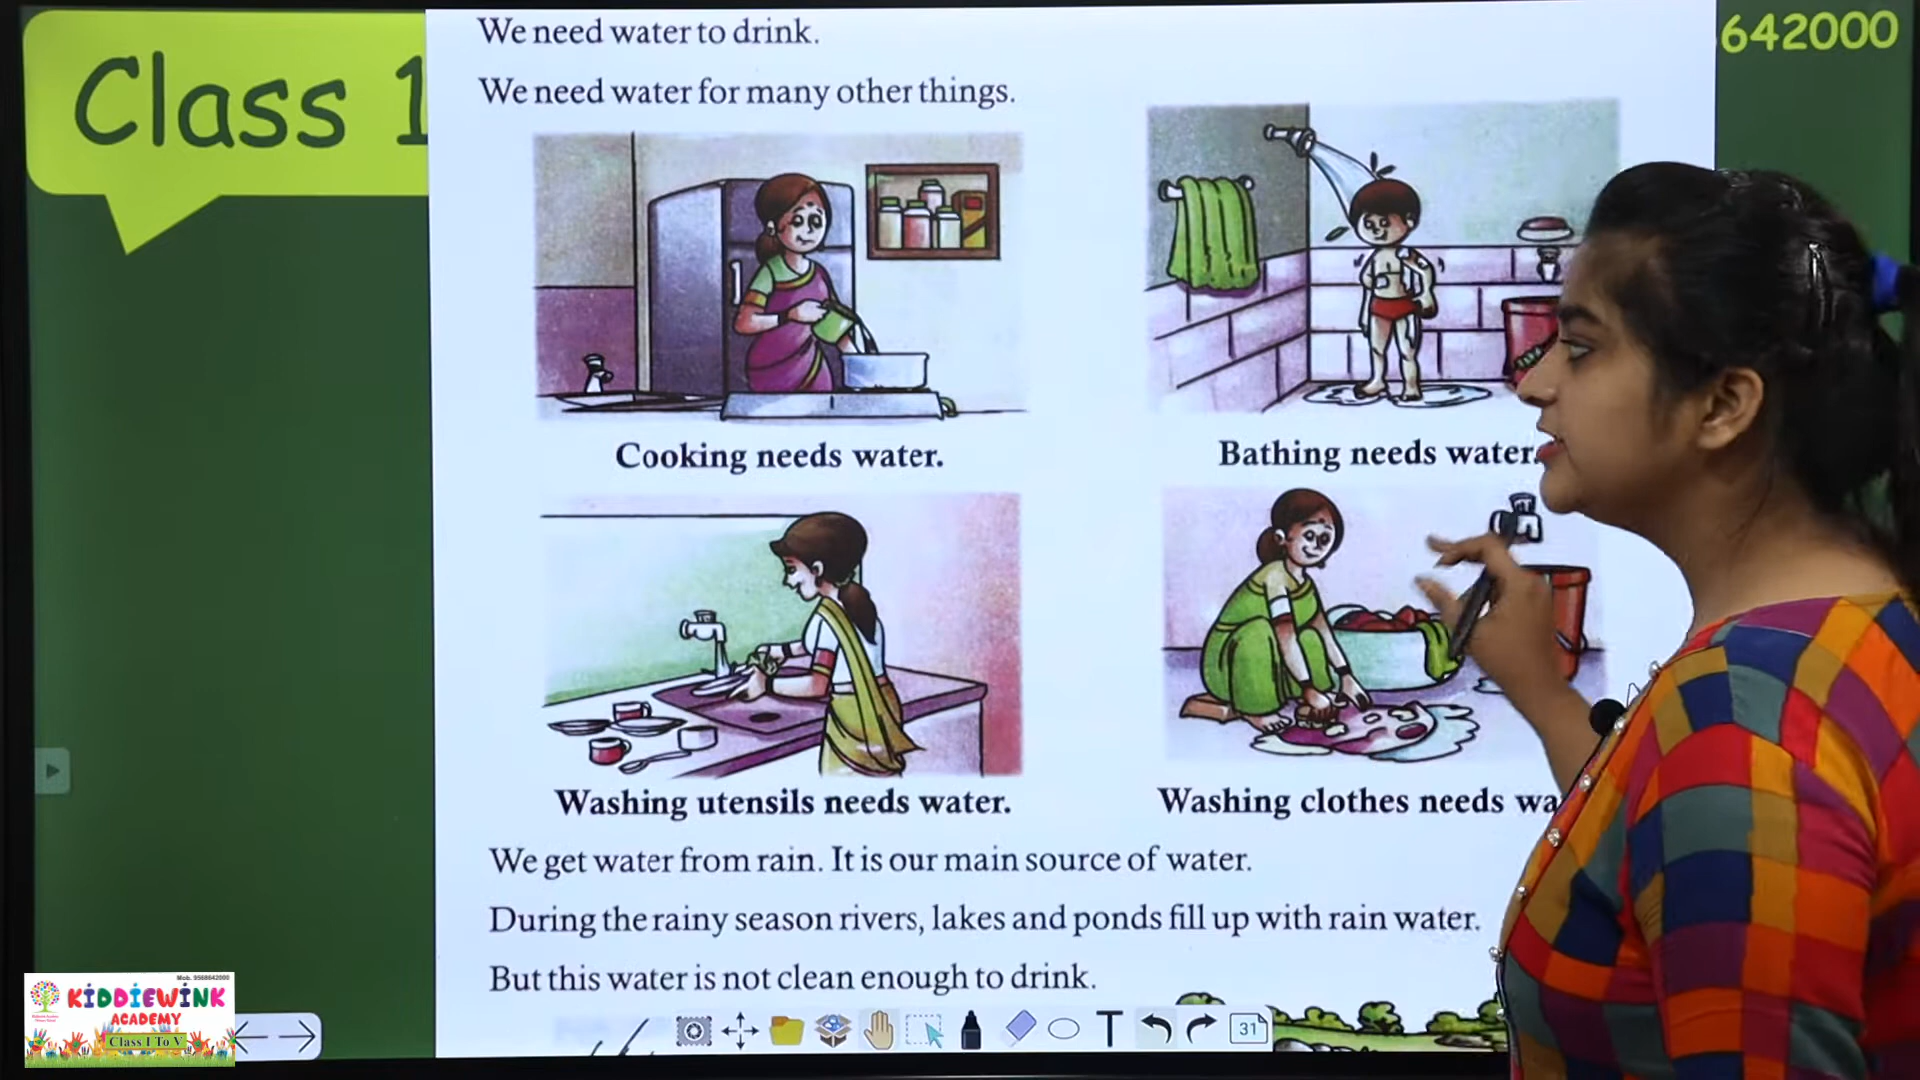 Class 1
642000
We need water to drink.
We need water for many other things.
Cooking needs water.
Bathing needs water.
Washing utensils needs water.
Washing clothes needs
We get water from rain. It is our main source of water.
During the rainy season rivers, lakes and ponds fill up with rain water.
But this water is not clean enough to drink.
Mob. 9568642000
KIDDIEWINK
ACADEMY
Class I To V
T
31